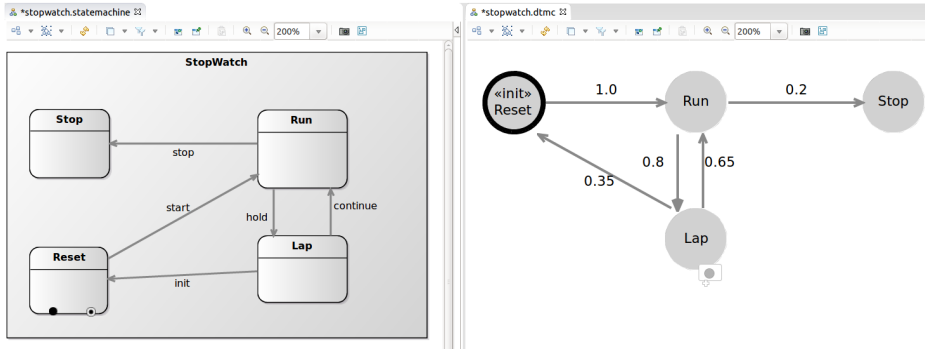 *stopwatch.statemachine
200%
StopWatch
Stop
Run
stop
start
hold
continue
Reset
Lap
init
*stopwatch.dtmc
200%
«init»
Reset
1.0
Run
0.2
Stop
0.8
0.65
0.35
Lap